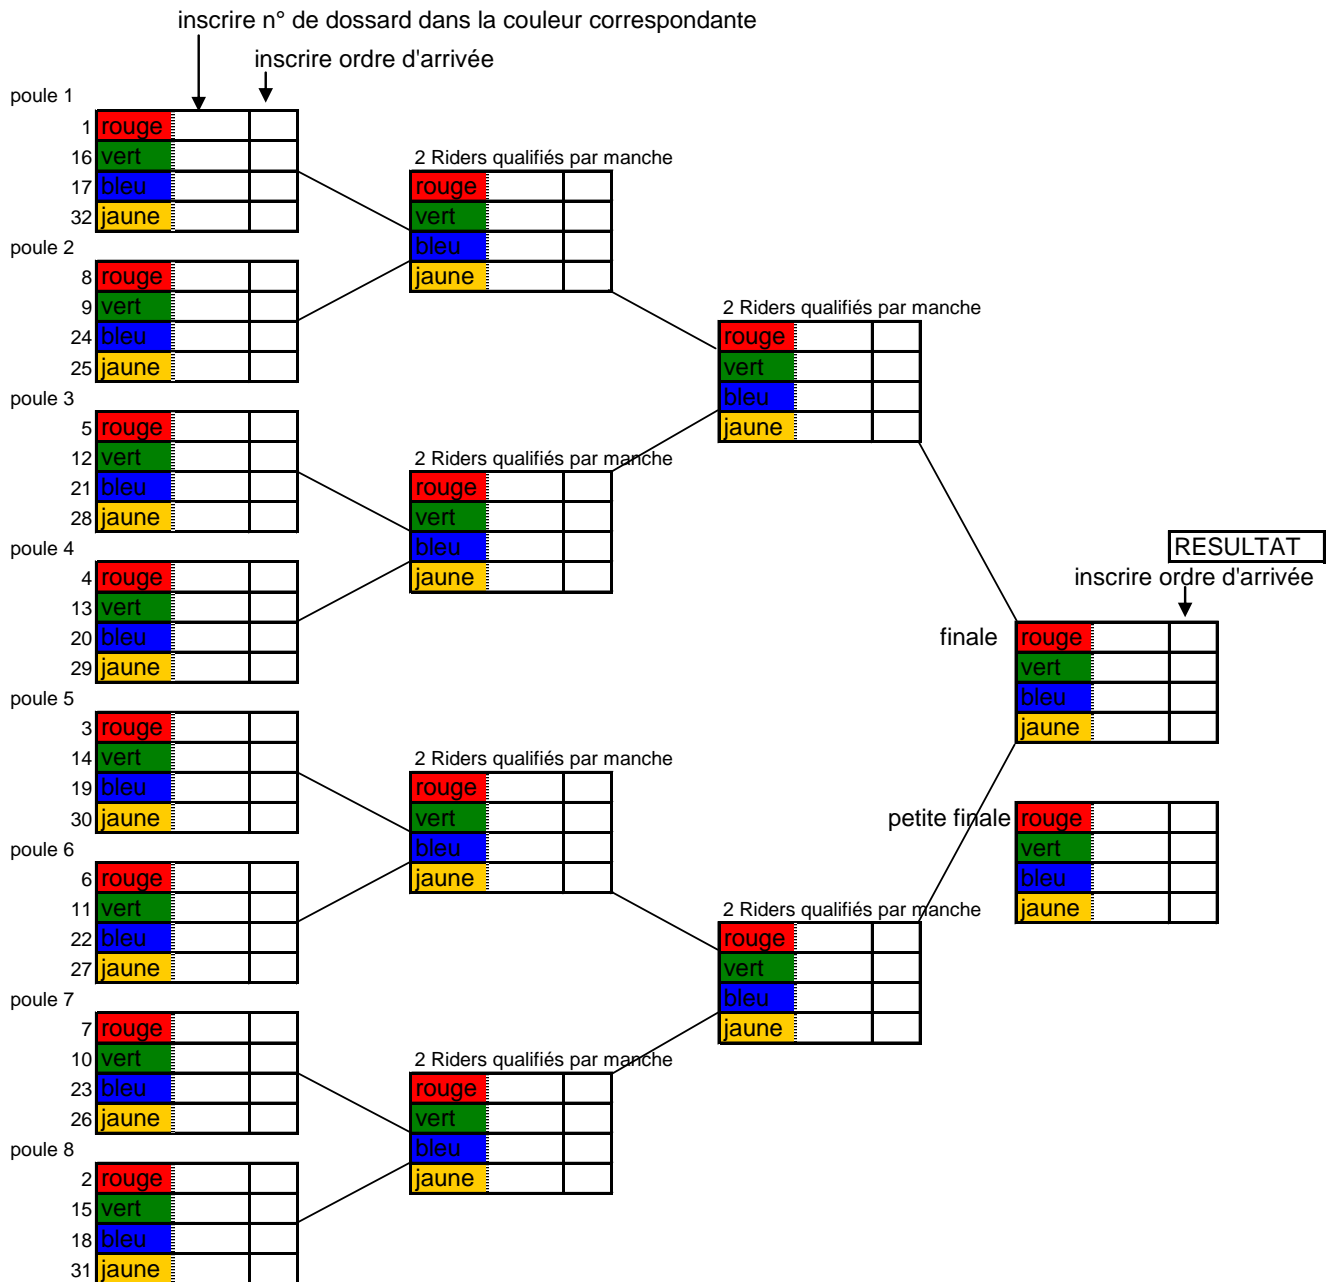 inscrire n° de dossard dans la couleur correspondante
inscrire ordre d'arrivée
poule 1
1 rouge
16 vert
17 bleu
32 jaune
poule 2
8 rouge
9 vert
24 bleu
25 jaune
poule 3
5 rouge
12 vert
21 bleu
28 jaune
poule 4
4 rouge
13 vert
20 bleu
29 jaune
poule 5
3 rouge
14 vert
19 bleu
30 jaune
poule 6
6 rouge
11 vert
22 bleu
27 jaune
poule 7
7 rouge
10 vert
23 bleu
26 jaune
poule 8
2 rouge
15 vert
18 bleu
31 jaune
2 Riders qualifiés par manche
rouge
vert
bleu
jaune
2 Riders qualifiés par manche
rouge
vert
bleu
jaune
2 Riders qualifiés par manche
rouge
vert
bleu
jaune
2 Riders qualifiés par manche
rouge
vert
bleu
jaune
2 Riders qualifiés par manche
rouge
vert
bleu
jaune
2 Riders qualifiés par manche
rouge
vert
bleu
jaune
RESULTAT
inscrire ordre d'arrivée
finale rouge
vert
bleu
jaune
petite finale rouge
vert
bleu
jaune